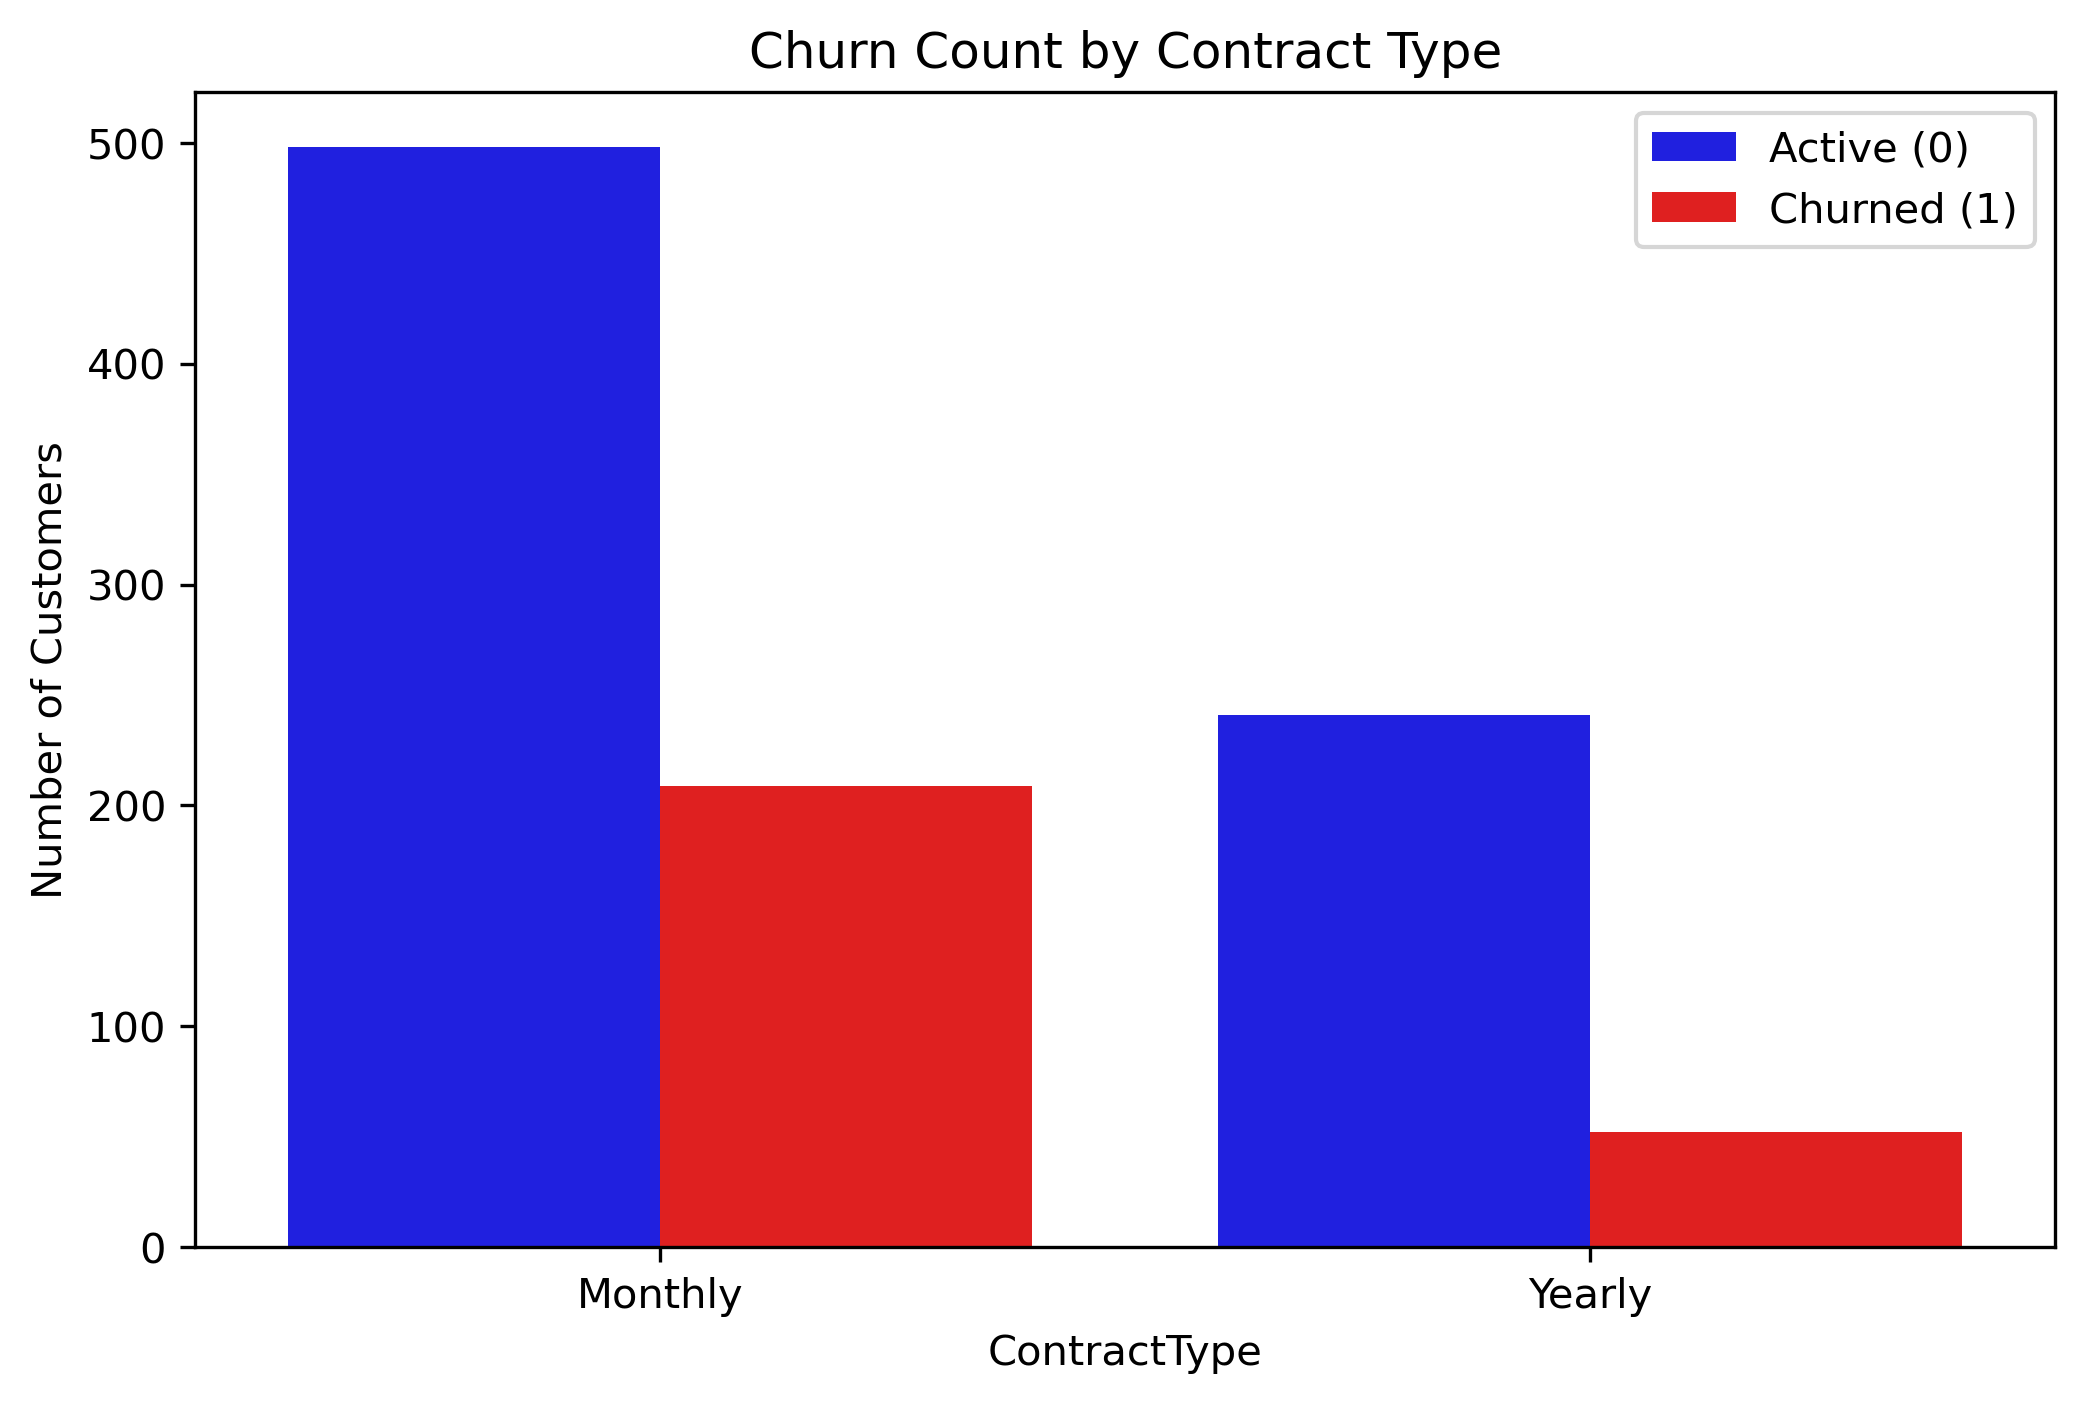 Churn Count by Contract Type
Active (0)
Churned (1)
500
400
300
200
100
0
Number of Customers
Monthly
Yearly
ContractType